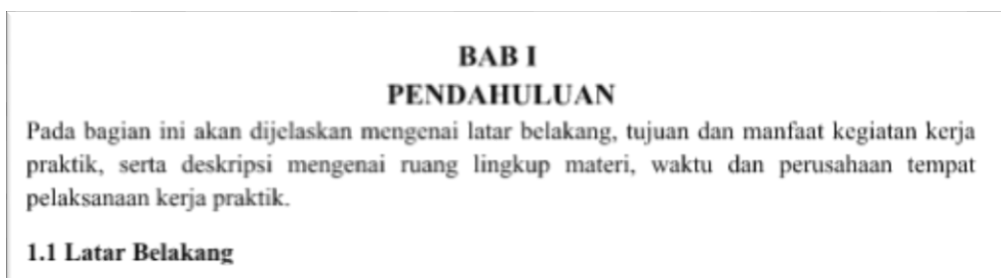 BAB I
PENDAHULUAN
Pada bagian ini akan dijelaskan mengenai latar belakang, tujuan dan manfaat kegiatan kerja
praktik, serta deskripsi mengenai ruang lingkup materi, waktu dan perusahaan tempat
pelaksanaan kerja praktik.
1.1 Latar Belakang